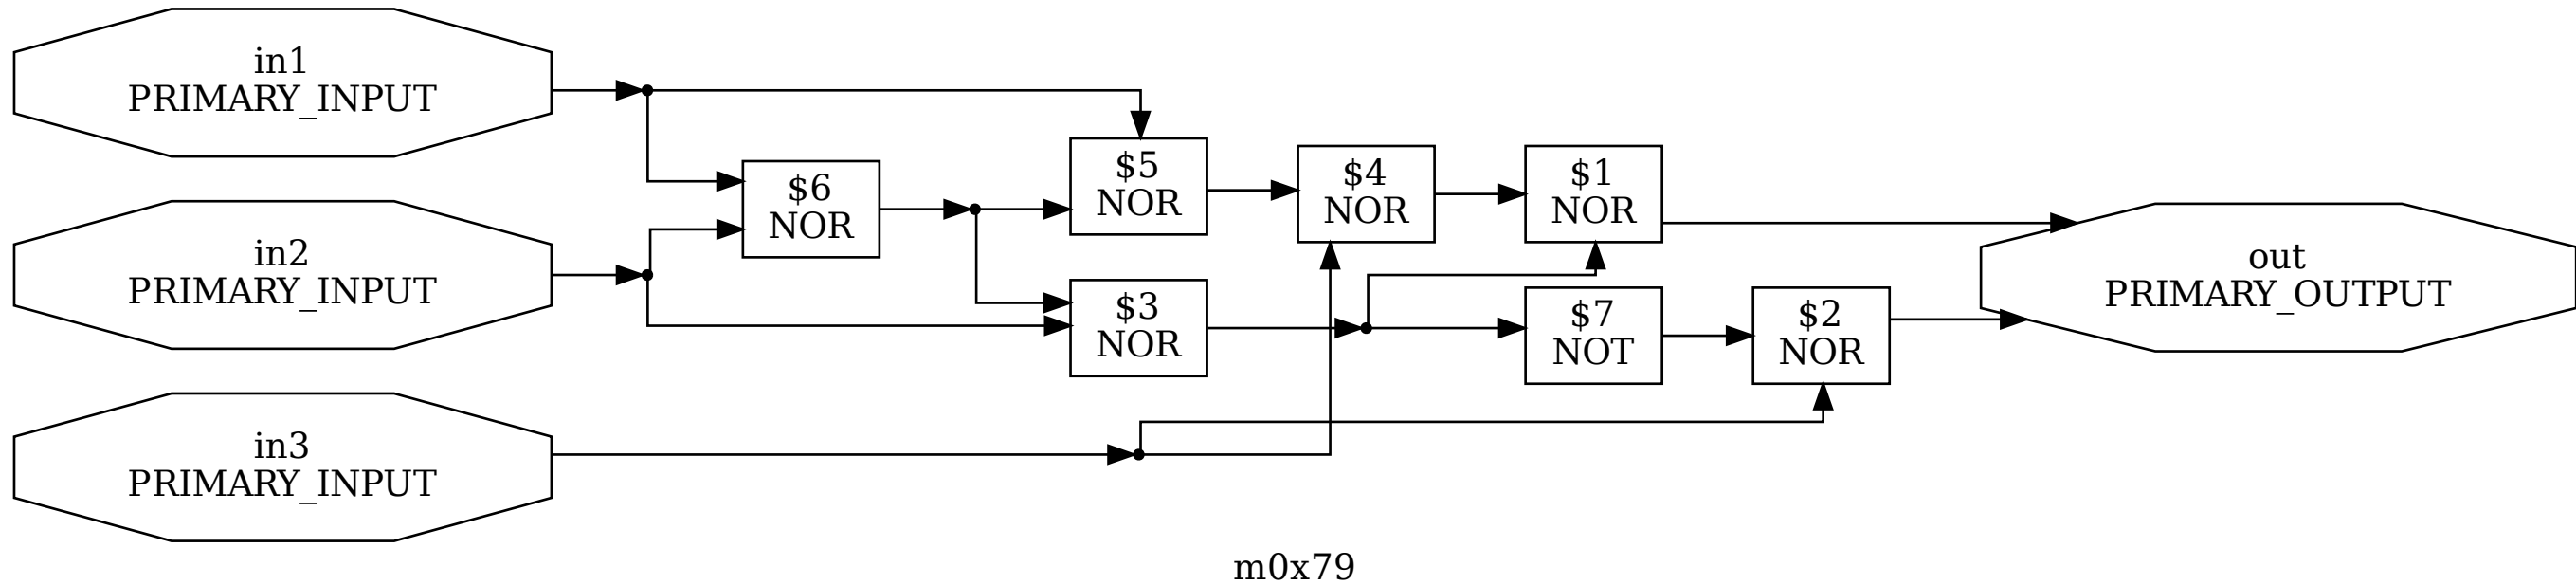 in1
PRIMARY_INPUT
in2
PRIMARY_INPUT
in3
PRIMARY_INPUT
$6
NOR
$5
NOR
$3
NOR
$4
NOR
$1
NOR
$7
NOT
$2
NOR
out
PRIMARY_OUTPUT
m0x79